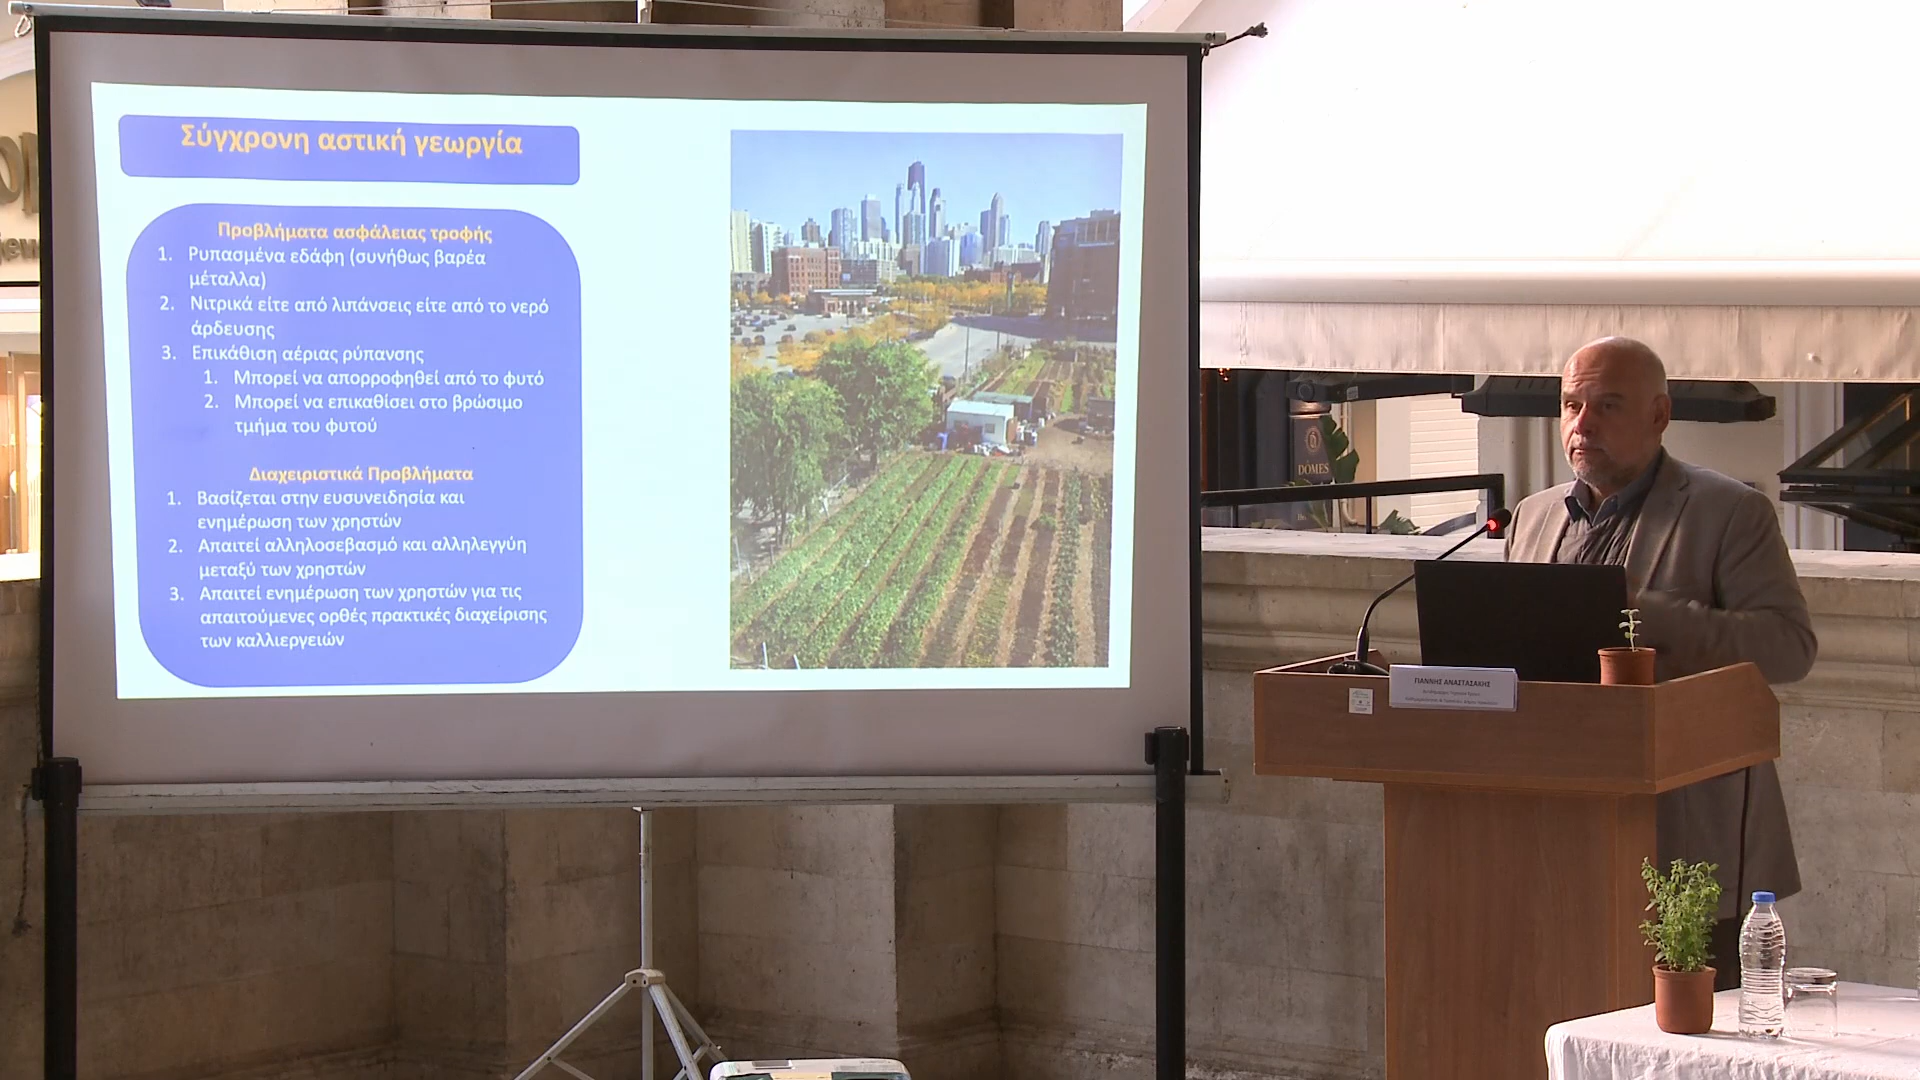 Σύγχρονη αστική γεωργία
Προβλήματα ασφάλειας τροφής
1. Ρυπασμένα εδάφη (συνήθως βαρέα
μέταλλα)
2. Νιτρικά είτε από λιπάνσεις είτε από το νερό
άρδευσης
3. Επικάθιση αέριας ρύπανσης
1. Μπορεί να απορροφηθεί από το φυτό
2. Μπορεί να επικαθίσει στο βρώσιμο
τμήμα του φυτού
Διαχειριστικά Προβλήματα
1. Βασίζεται στην ευσυνειδησία και
ενημέρωση των χρηστών
2. Απαιτεί αλληλοσεβασμό και αλληλεγγύη
μεταξύ των χρηστών
3. Απαιτεί ενημέρωση των χρηστών για τις
απαιτούμενες ορθές πρακτικές διαχείρισης
των καλλιεργειών
DOMES
ΓΙΑΝΝΗΣ ΑΝΑΣΤΑΣΑΚΗΣ